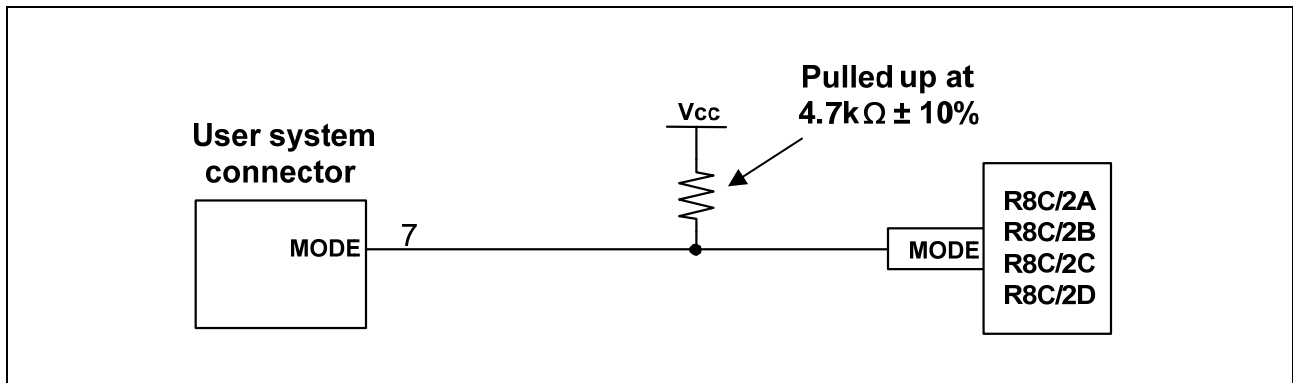 Pulled up at
4.7kΩ ± 10%
Vcc
User system
connector
MODE
7
MODE
R8C/2A
R8C/2B
R8C/2C
R8C/2D